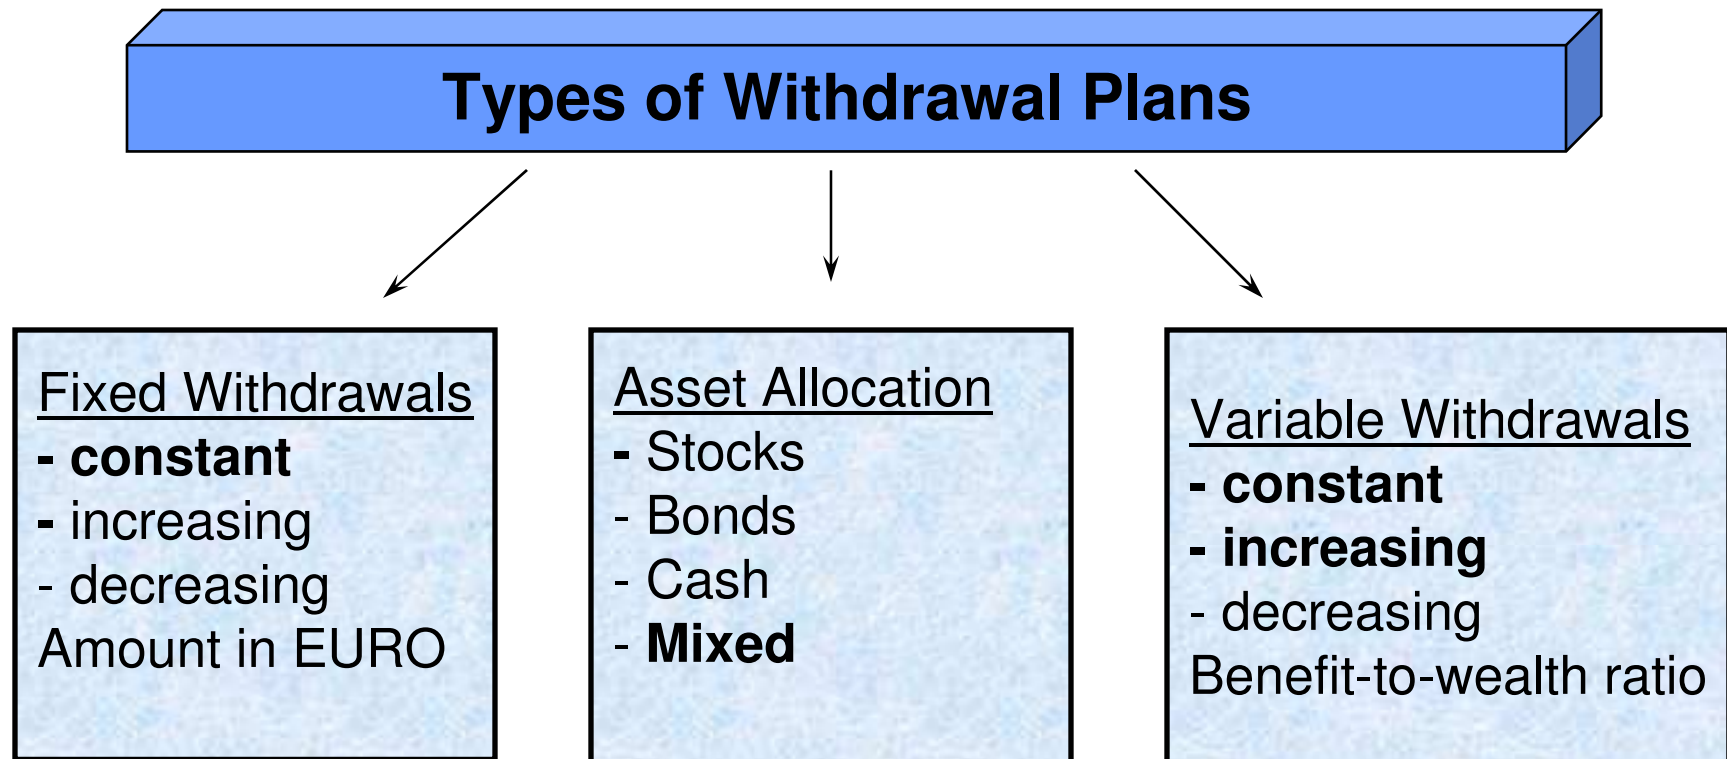 Types of Withdrawal Plans
Fixed Withdrawals
- constant
- increasing
- decreasing
Amount in EURO
Asset Allocation
- Stocks
- Bonds
- Cash
- Mixed
Variable Withdrawals
- constant
- increasing
- decreasing
Benefit-to-wealth ratio